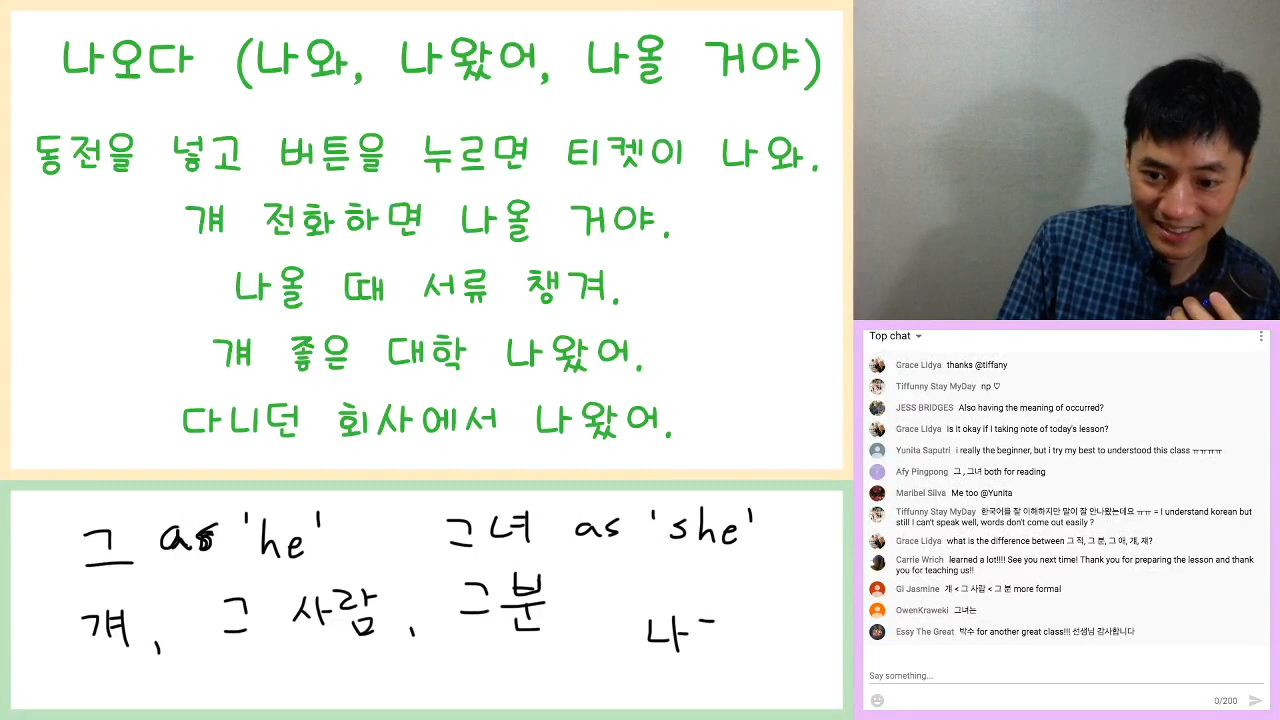 나오다 (나와, 나왔어, 나올 거야)
동전을 넣고 버튼을 누르면 티켓이 나와.
걔 전화하면 나올 거야.
나올 때 서류 챙겨.
걔 좋은 대학 나왔어.
다니던 회사에서 나왔어.
그 as 'he' 그녀 as 'she'
걔, 그 사람, 그분 나
Top chat
Grace Lidya thanks @tiffany
Tiffunny Stay MyDay np ♡
JESS BRIDGES Also having the meaning of occurred?
Grace Lidya is it okay if I taking note of today's lesson?
Yunita Saputri i really the beginner, but i try my best to understood this class ㅠㅠㅠㅠ
Afy Pingpong 그 , 그녀 both for reading
Maribel Silva Me too @Yunita
Tiffunny Stay MyDay 한국어를 잘 이해하지만 말이 잘 안나왔는데요 ㅠㅠ = I understand korean but
still I can't speak well, words don't come out easily ?
Grace Lidya what is the difference between 그 적, 그 분, 그 애, 걔, 쟤?
Carrie Wrich learned a lot!!!! See you next time! Thank you for preparing the lesson and thank
you for teaching us!!
GI Jasmine 걔 < 그 사람 < 그 분 more formal
OwenKraweki 그녀는
Essy The Great 박수 for another great class!!! 선생님 감사합니다
Say something...
0/200